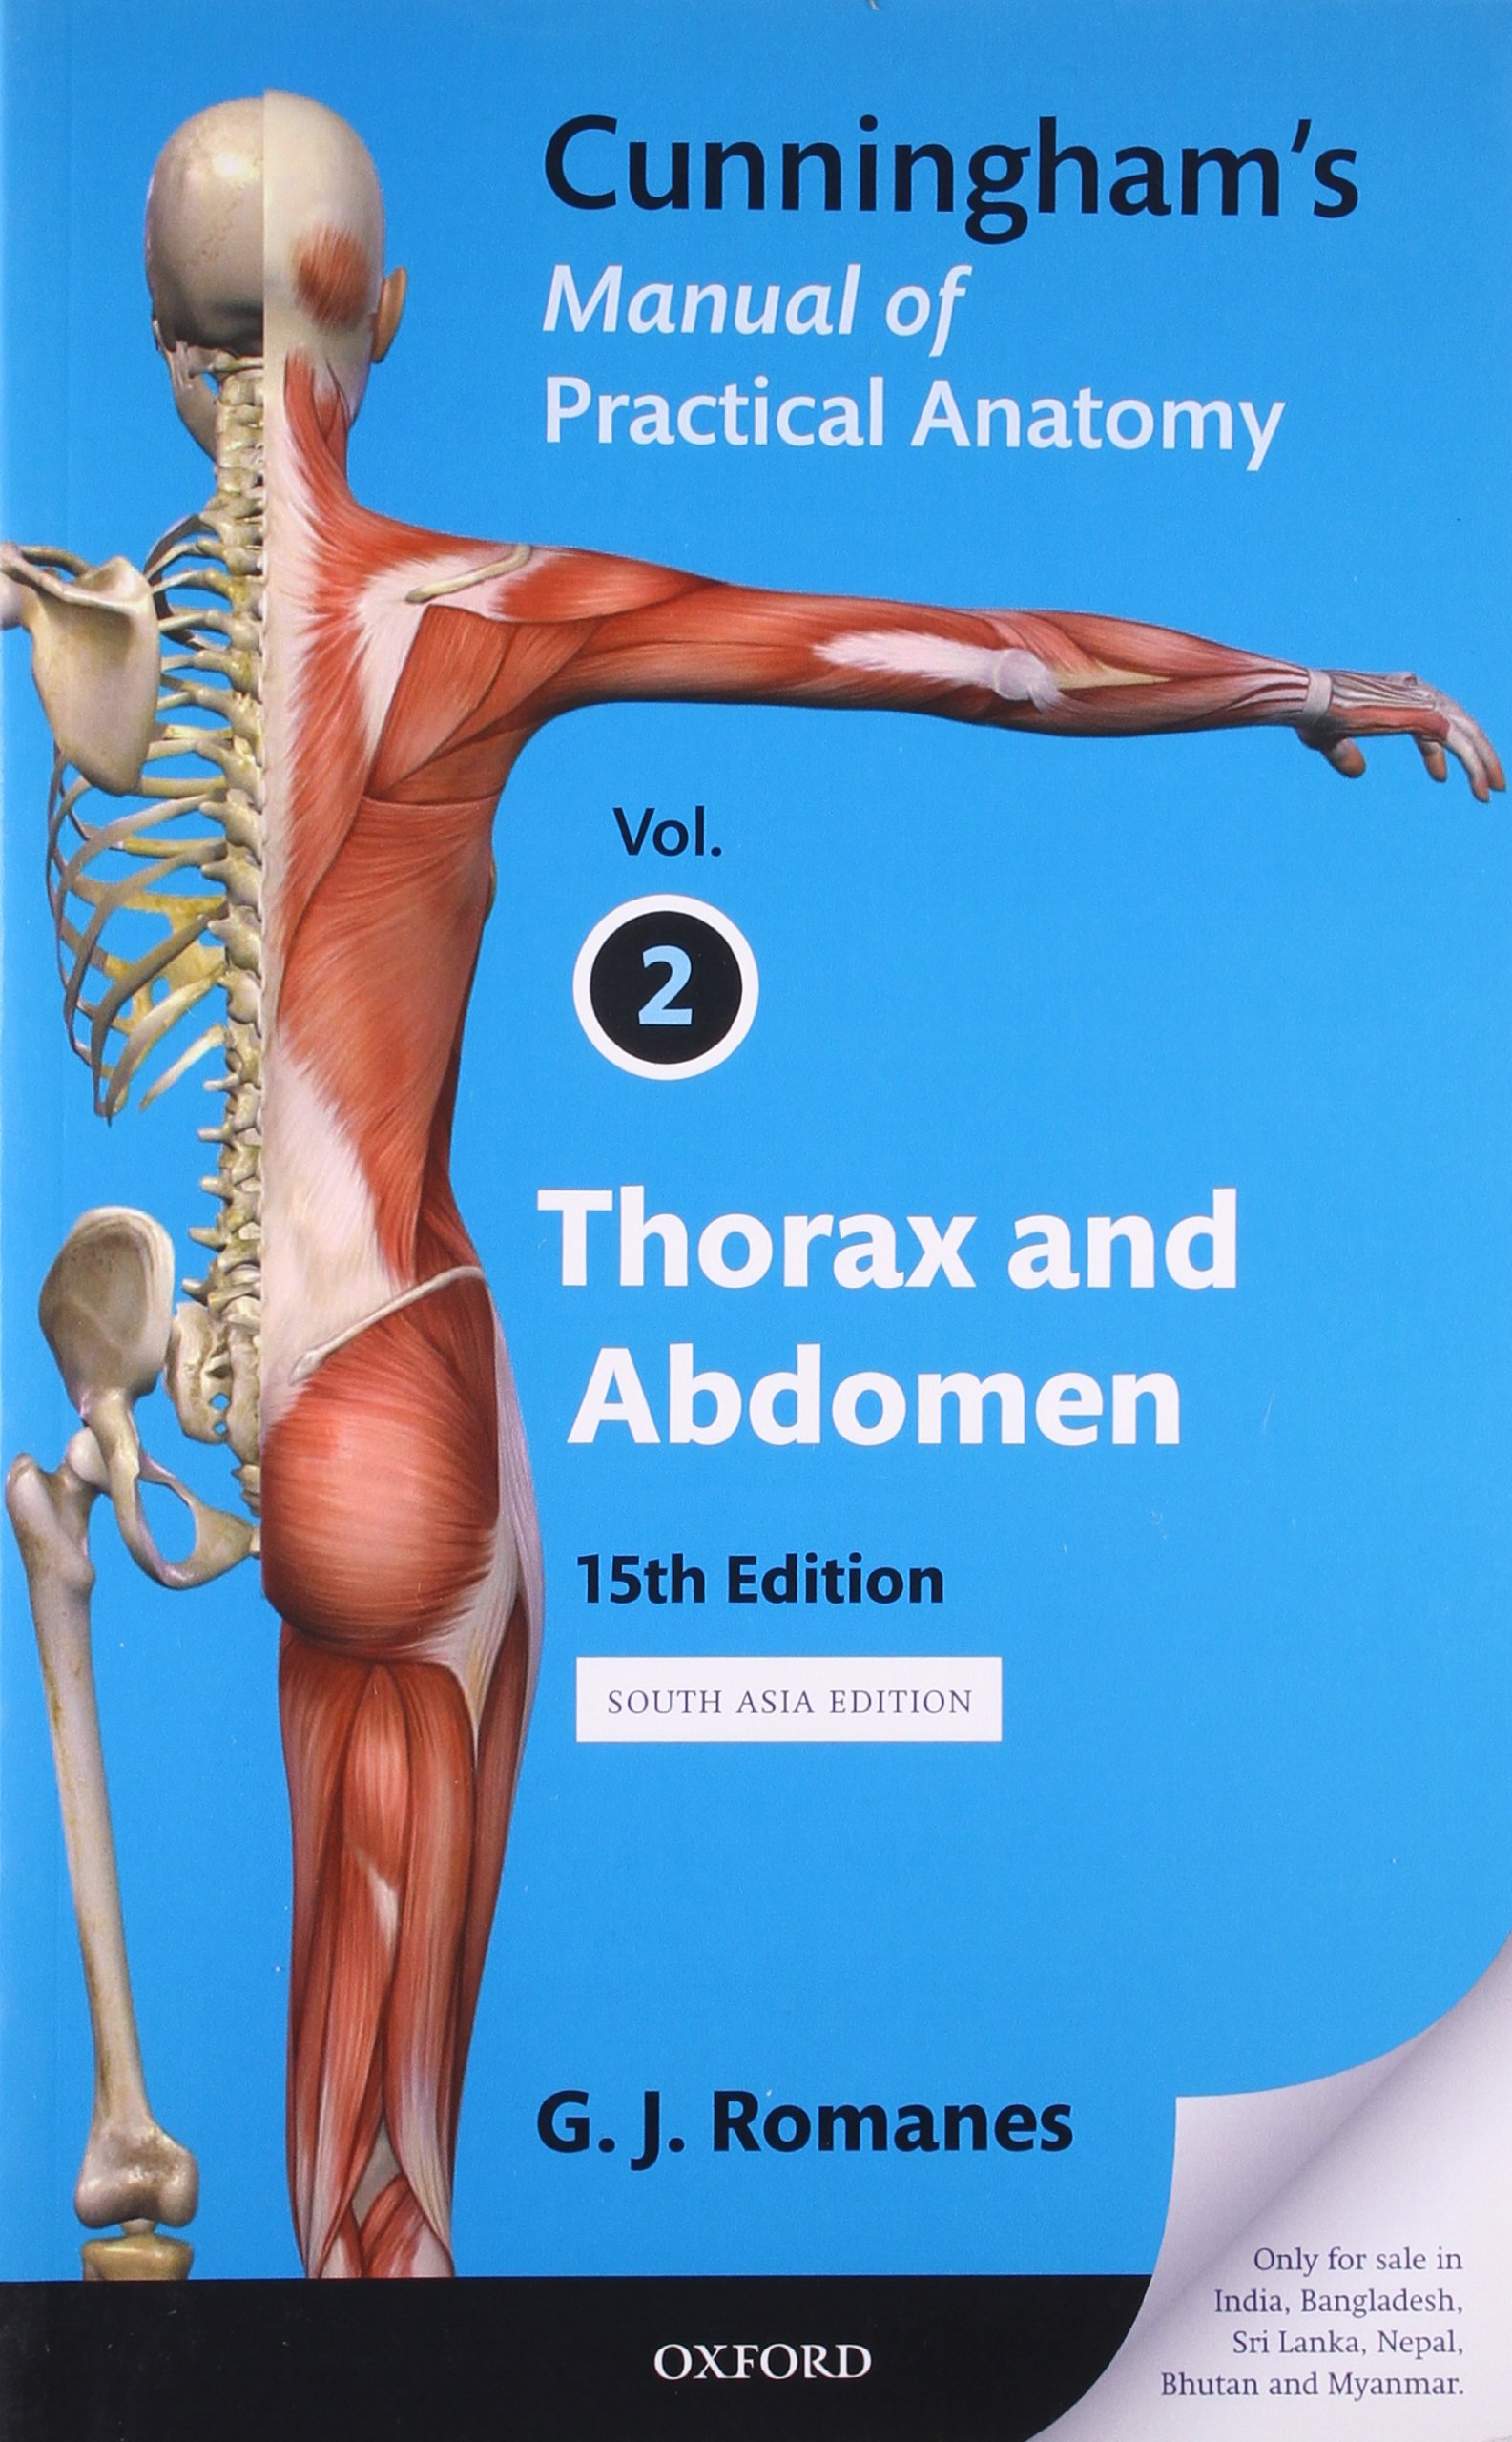 Cunningham's
Manual of
Practical Anatomy
Vol.
2
Thorax and
Abdomen
15th Edition
SOUTH ASIA EDITION
G. J. Romanes
OXFORD
Only for sale in
India, Bangladesh,
Sri Lanka, Nepal,
Bhutan and Myanmar.